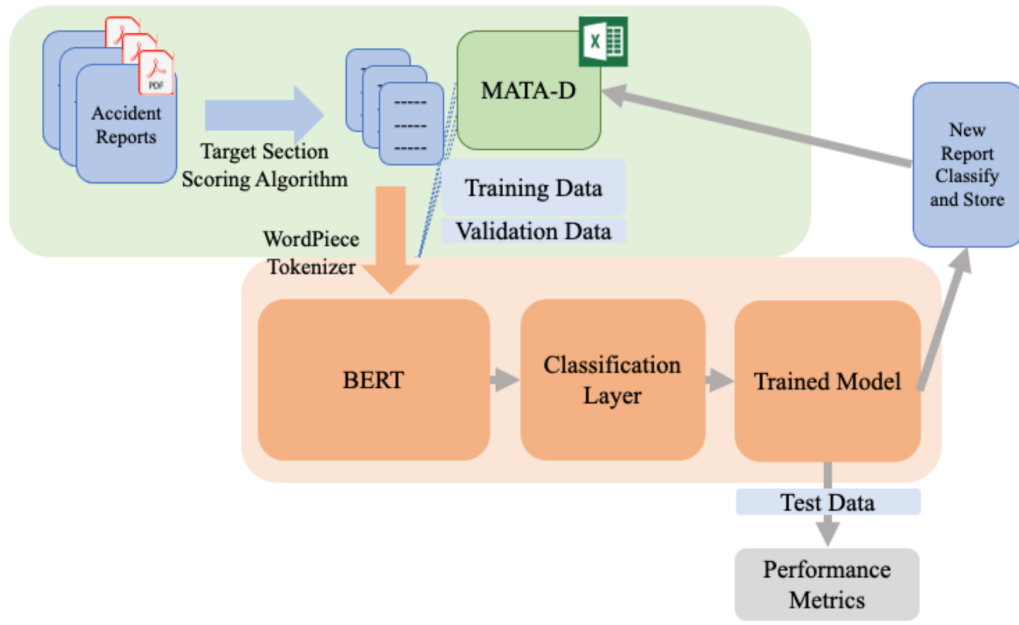 PDF
Accident
Reports
Target Section
Scoring Algorithm
-----
-----
-----
X
MATA-D
Training Data
Validation Data
New
Report
Classify
and Store
WordPiece
Tokenizer
BERT
Classification
Layer
Trained Model
Test Data
Performance
Metrics